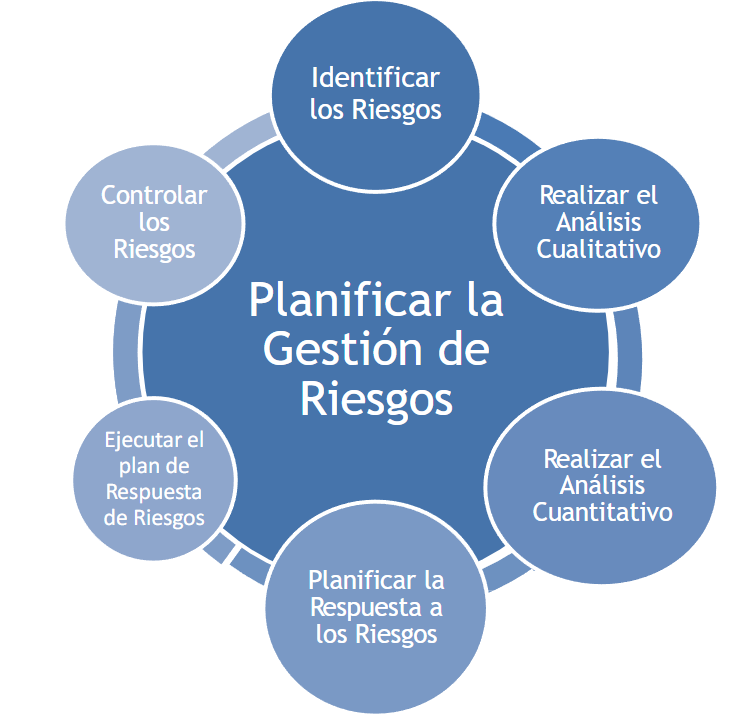 Identificar
los Riesgos
Realizar el
Análisis
Cualitativo
Realizar el
Análisis
Cuantitativo
Planificar la
Respuesta a
los Riesgos
Ejecutar el
plan de
Respuesta
de Riesgos
Controlar
los
Riesgos
Planificar la
Gestión de
Riesgos